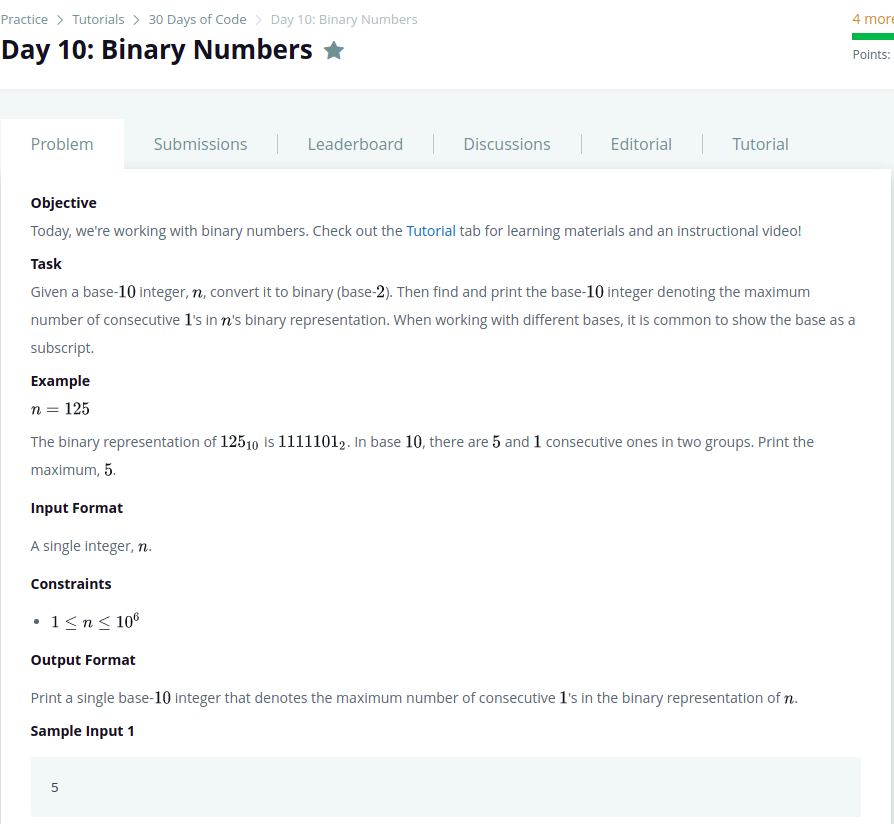 Practice > Tutorials > 30 Days of Code > Day 10: Binary Numbers
4 more
Day 10: Binary Numbers ★
Points:
Problem
Submissions
Leaderboard
Discussions
Editorial
Tutorial
Objective
Today, we're working with binary numbers. Check out the Tutorial tab for learning materials and an instructional video!
Task
Given a base-10 integer, n, convert it to binary (base-2). Then find and print the base-10 integer denoting the maximum
number of consecutive 1's in n's binary representation. When working with different bases, it is common to show the base as a
subscript.
Example
n = 125
The binary representation of 125₁₀ is 1111101₂. In base 10, there are 5 and 1 consecutive ones in two groups. Print the
maximum, 5.
Input Format
A single integer, n.
Constraints
• 1 ≤ n ≤ 10⁶
Output Format
Print a single base-10 integer that denotes the maximum number of consecutive 1's in the binary representation of n.
Sample Input 1
5